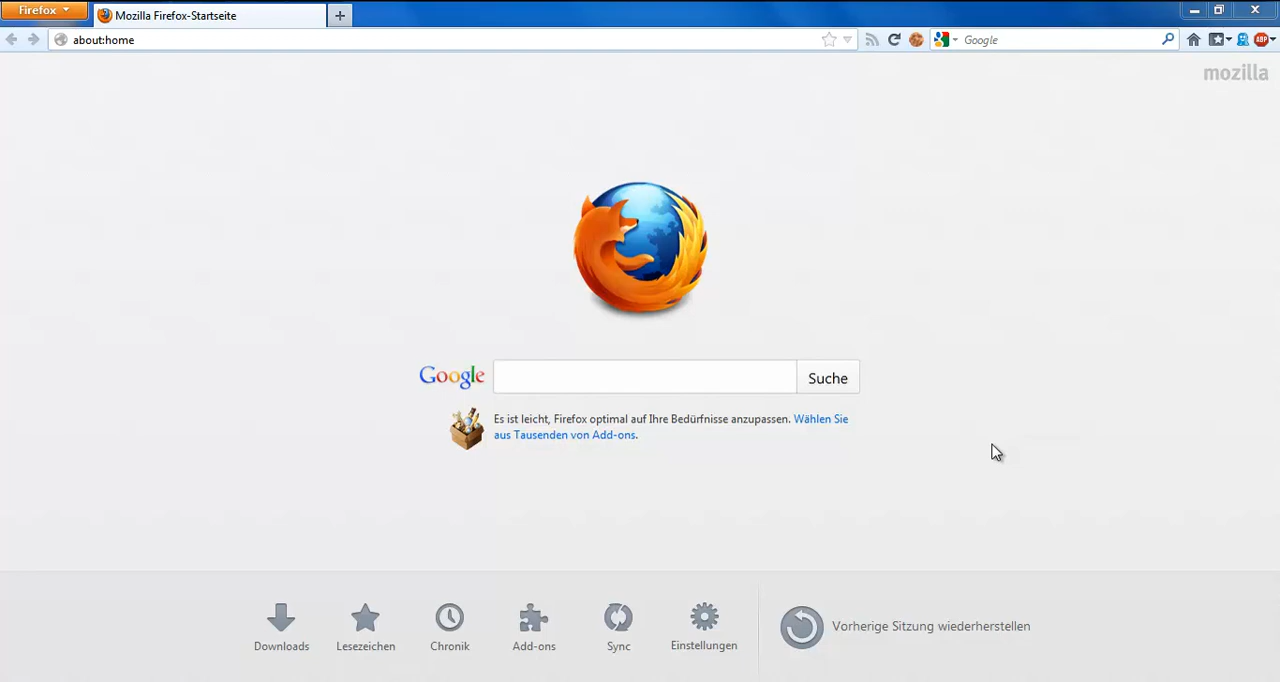 Firefox
Mozilla Firefox-Startseite
about:home
Google
ABP
mozilla
Google
Suche
Es ist leicht, Firefox optimal auf Ihre Bedürfnisse anzupassen. Wählen Sie
aus Tausenden von Add-ons.
Downloads
Lesezeichen
Chronik
Add-ons
Sync
Einstellungen
Vorherige Sitzung wiederherstellen